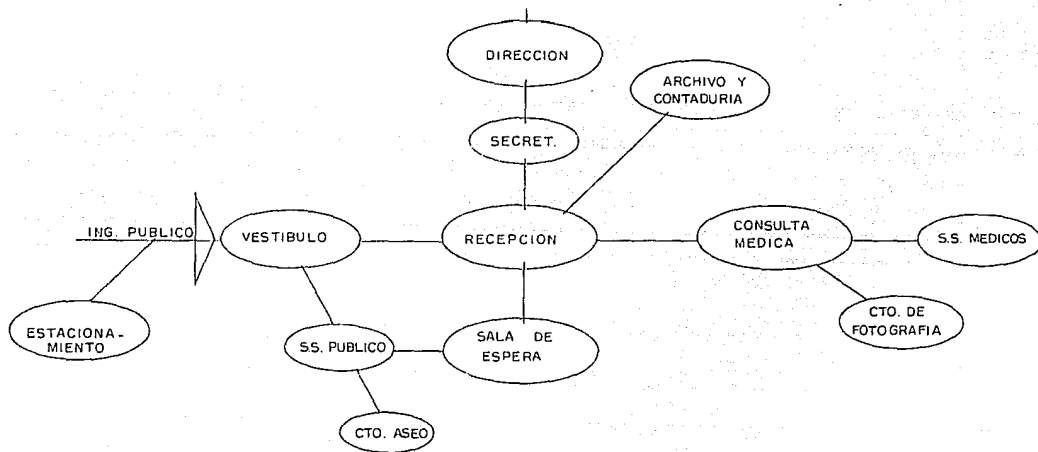 DIRECCION
ARCHIVO Y
CONTADURIA
SECRET.
ING. PUBLICO
VESTIBULO
RECEPCION
CONSULTA
MEDICA
S.S. MEDICOS
ESTACIONA-
MIENTO
S.S. PUBLICO
SALA DE
ESPERA
CTO. DE
FOTOGRAFIA
CTO. ASEO